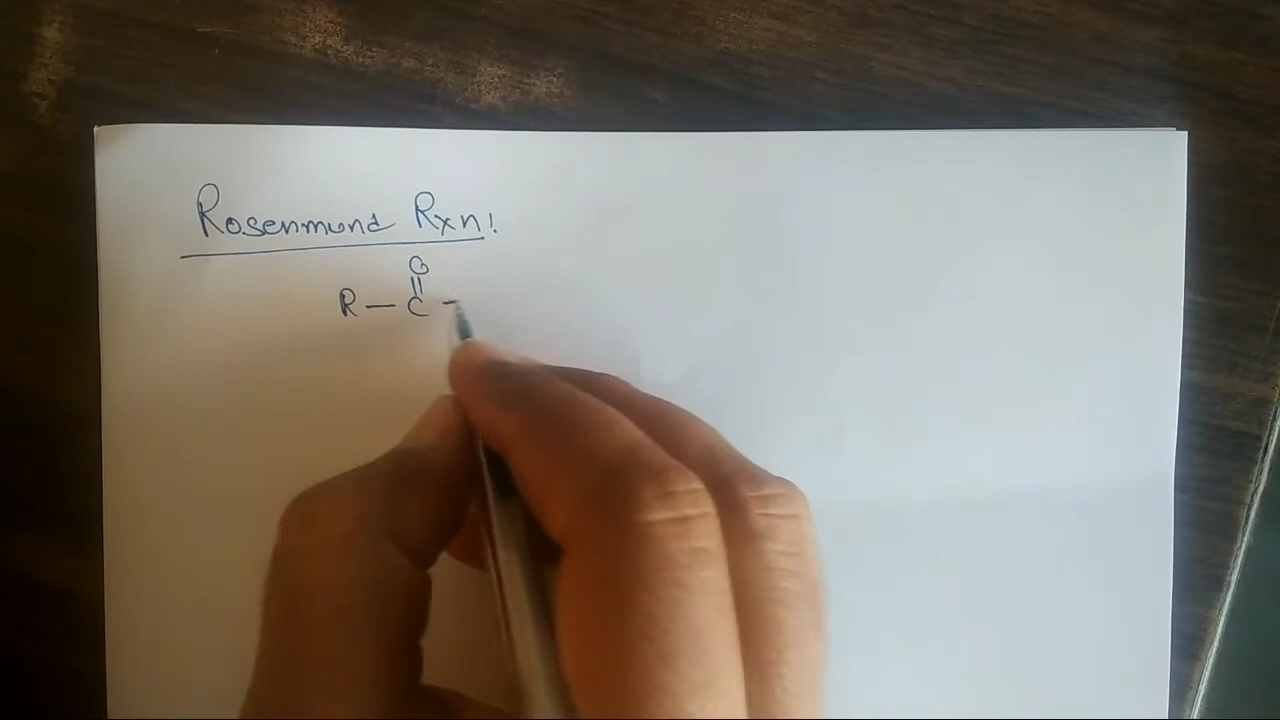 Rosenmund Rxn!
O
||
R — C —